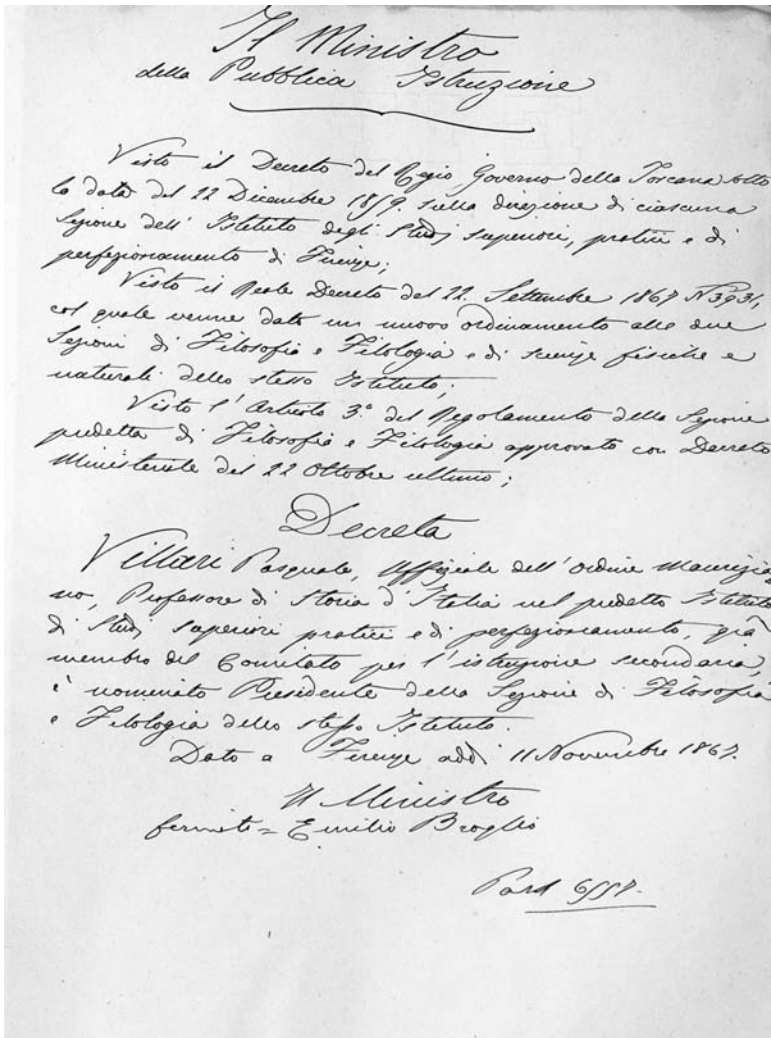 Il Ministro
della Pubblica Istruzione
Visto il Decreto del Regio Governo della Toscana sotto
la data del 22 Dicembre 1859. sulla direzione di ciascuna
Sezione dell' Istituto degli Studj superiori, pratici e di
perfezionamento di Firenze;
Visto il Reale Decreto del 22. Settembre 1867 N 3931,
col quale venne dato un nuovo ordinamento alle due
Sezioni di Filosofia e Filologia e di scienze fisiche e
naturali dello stesso Istituto;
Visto l' Articolo 3.° del Regolamento della Sezione
predetta di Filosofia e Filologia approvato con Decreto
Ministeriale del 22 Ottobre ultimo;
Decreta
Villari Pasquale, Uffiziale dell' ordine Maurizia
no, Professore di Storia d' Italia nel predetto Istituto
di Studj superiori pratici e di perfezionamento, già
membro del Comitato per l' istruzione secondaria,
è nominato Presidente della Sezione di Filosofia
e Filologia dello stesso Istituto.
Dato a Firenze addì 11 Novembre 1867.
Il Ministro
= Emilio Broglio